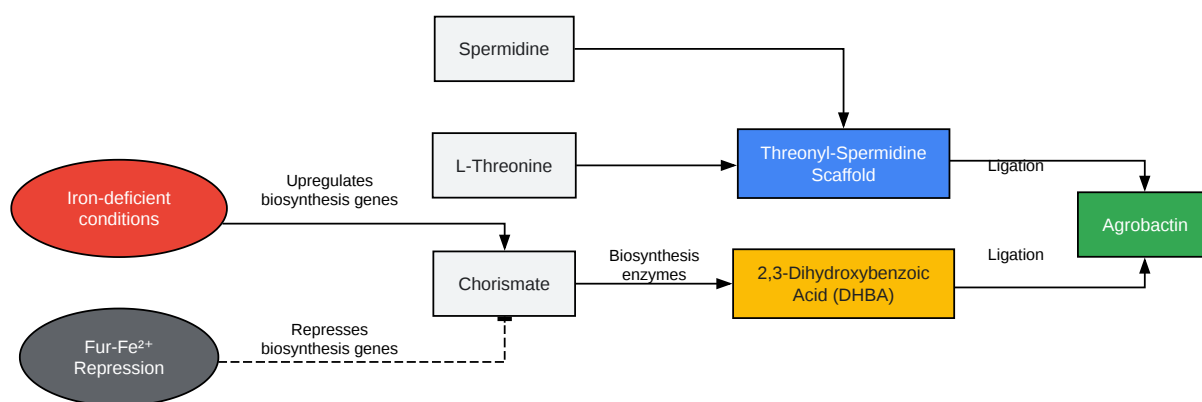 Spermidine
L-Threonine
Threonyl-Spermidine
Scaffold
Ligation
Iron-deficient
conditions
Upregulates
biosynthesis genes
Agrobactin
Chorismate
Biosynthesis
enzymes
2,3-Dihydroxybenzoic
Acid (DHBA)
Ligation
Fur-Fe²⁺
Repression
Represses
biosynthesis genes